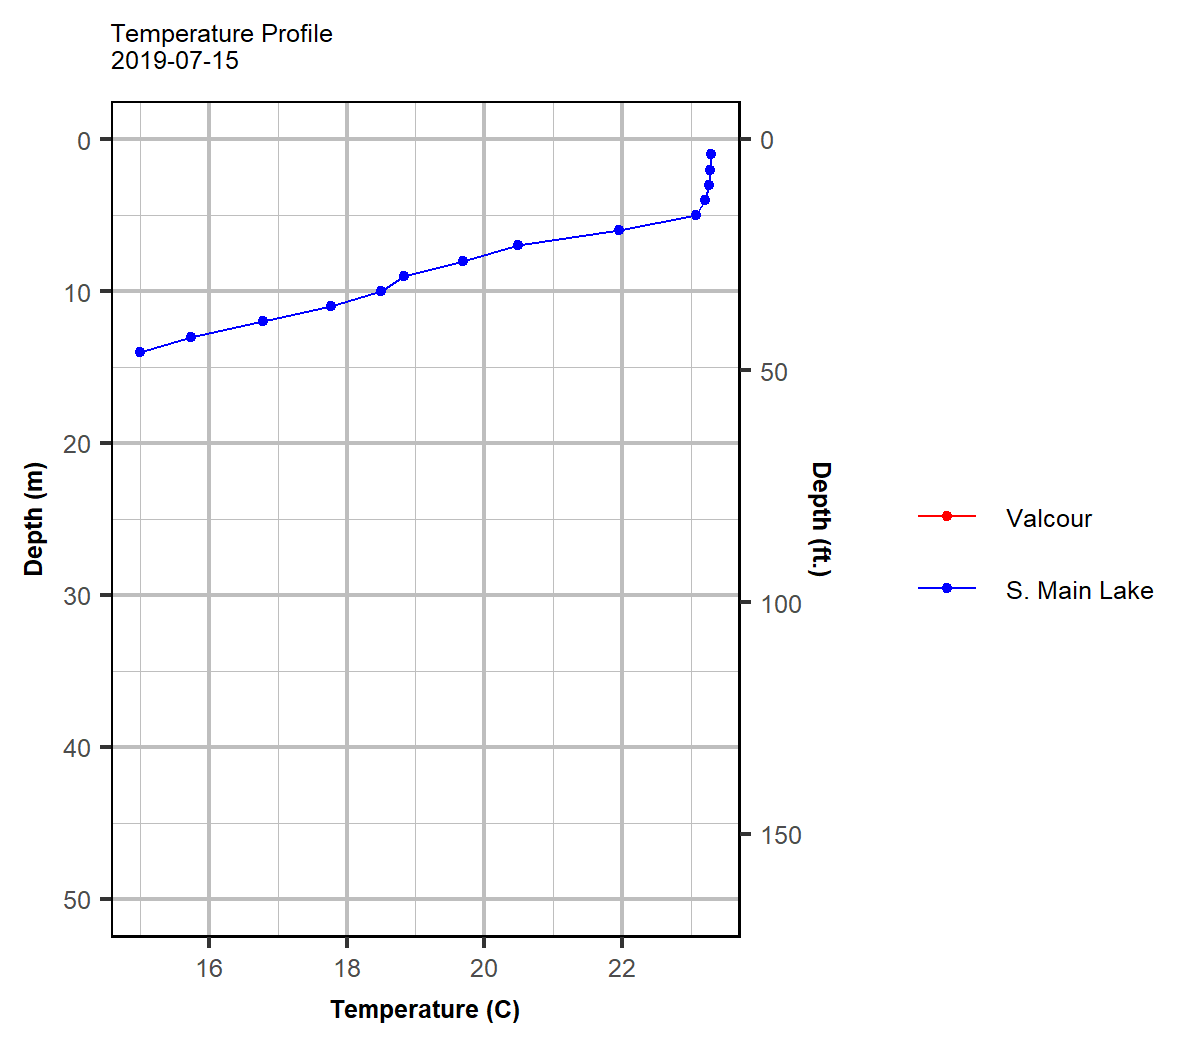 Temperature Profile
2019-07-15
0
10
20
30
40
50
Depth (m)
0
50
100
150
Depth (ft.)
16 18 20 22
Temperature (C)
Valcour
S. Main Lake